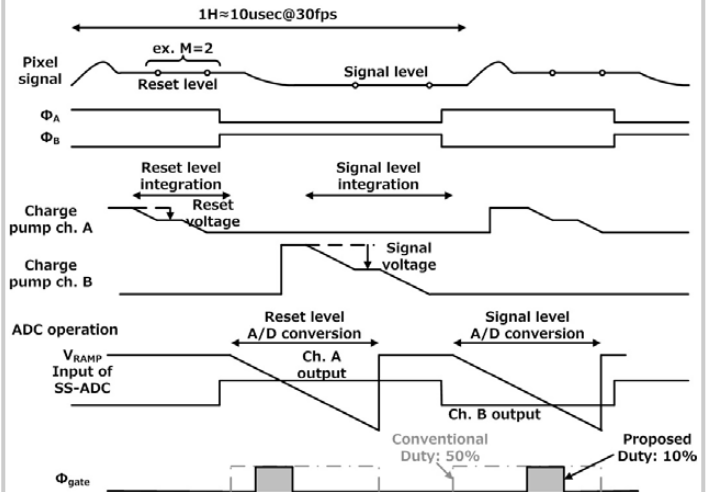 1H≈10usec@30fps
ex. M=2
Pixel
signal
Reset level
Signal level
ΦA
ΦB
Reset level
integration
Signal level
integration
Charge
pump ch. A
Reset
voltage
Charge
pump ch. B
Signal
voltage
ADC operation
Reset level
A/D conversion
Signal level
A/D conversion
VRAMP
Input of
SS-ADC
Ch. A
output
Ch. B output
Conventional
Duty: 50%
Proposed
Duty: 10%
Φgate